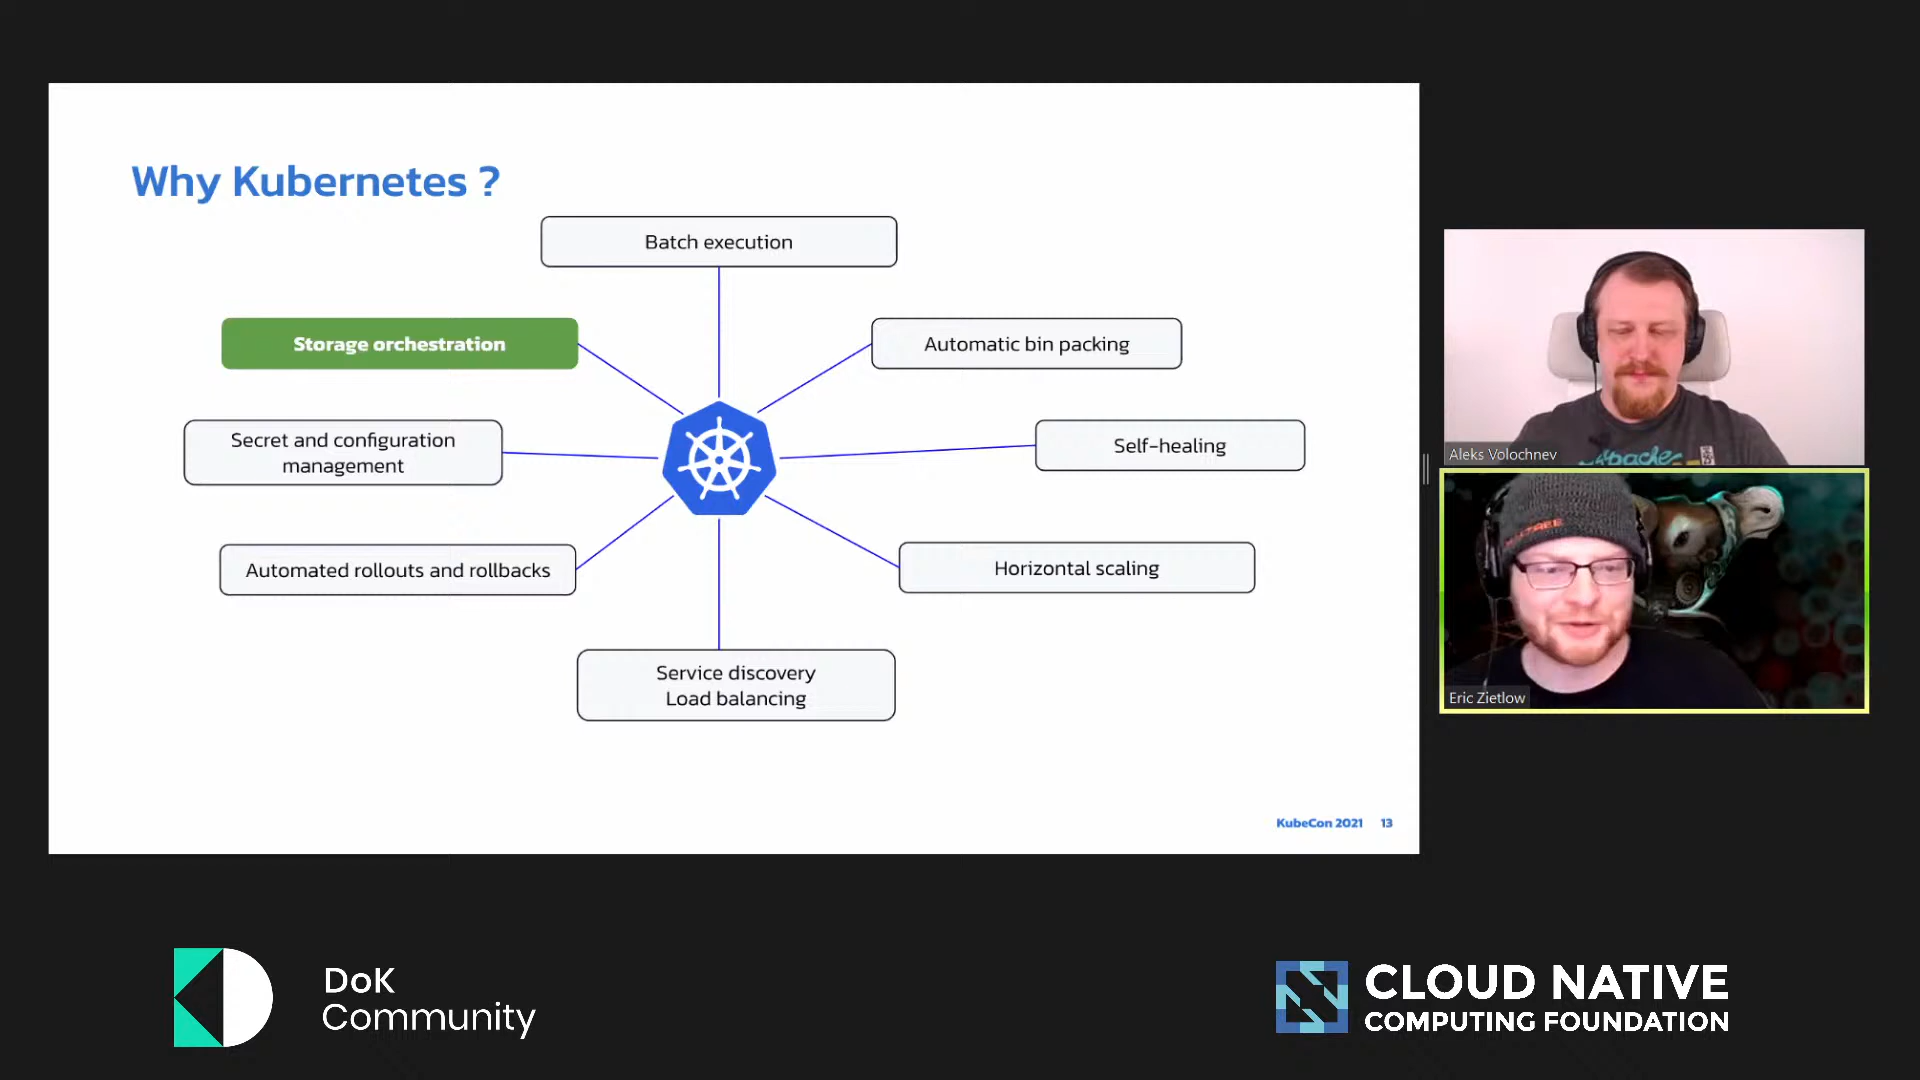 Why Kubernetes ?
Batch execution
Storage orchestration
Automatic bin packing
Secret and configuration
management
Self-healing
Automated rollouts and rollbacks
Horizontal scaling
Service discovery
Load balancing
KubeCon 2021 13
Aleks Volochnev
Eric Zietlow
DoK
Community
CLOUD NATIVE
COMPUTING FOUNDATION